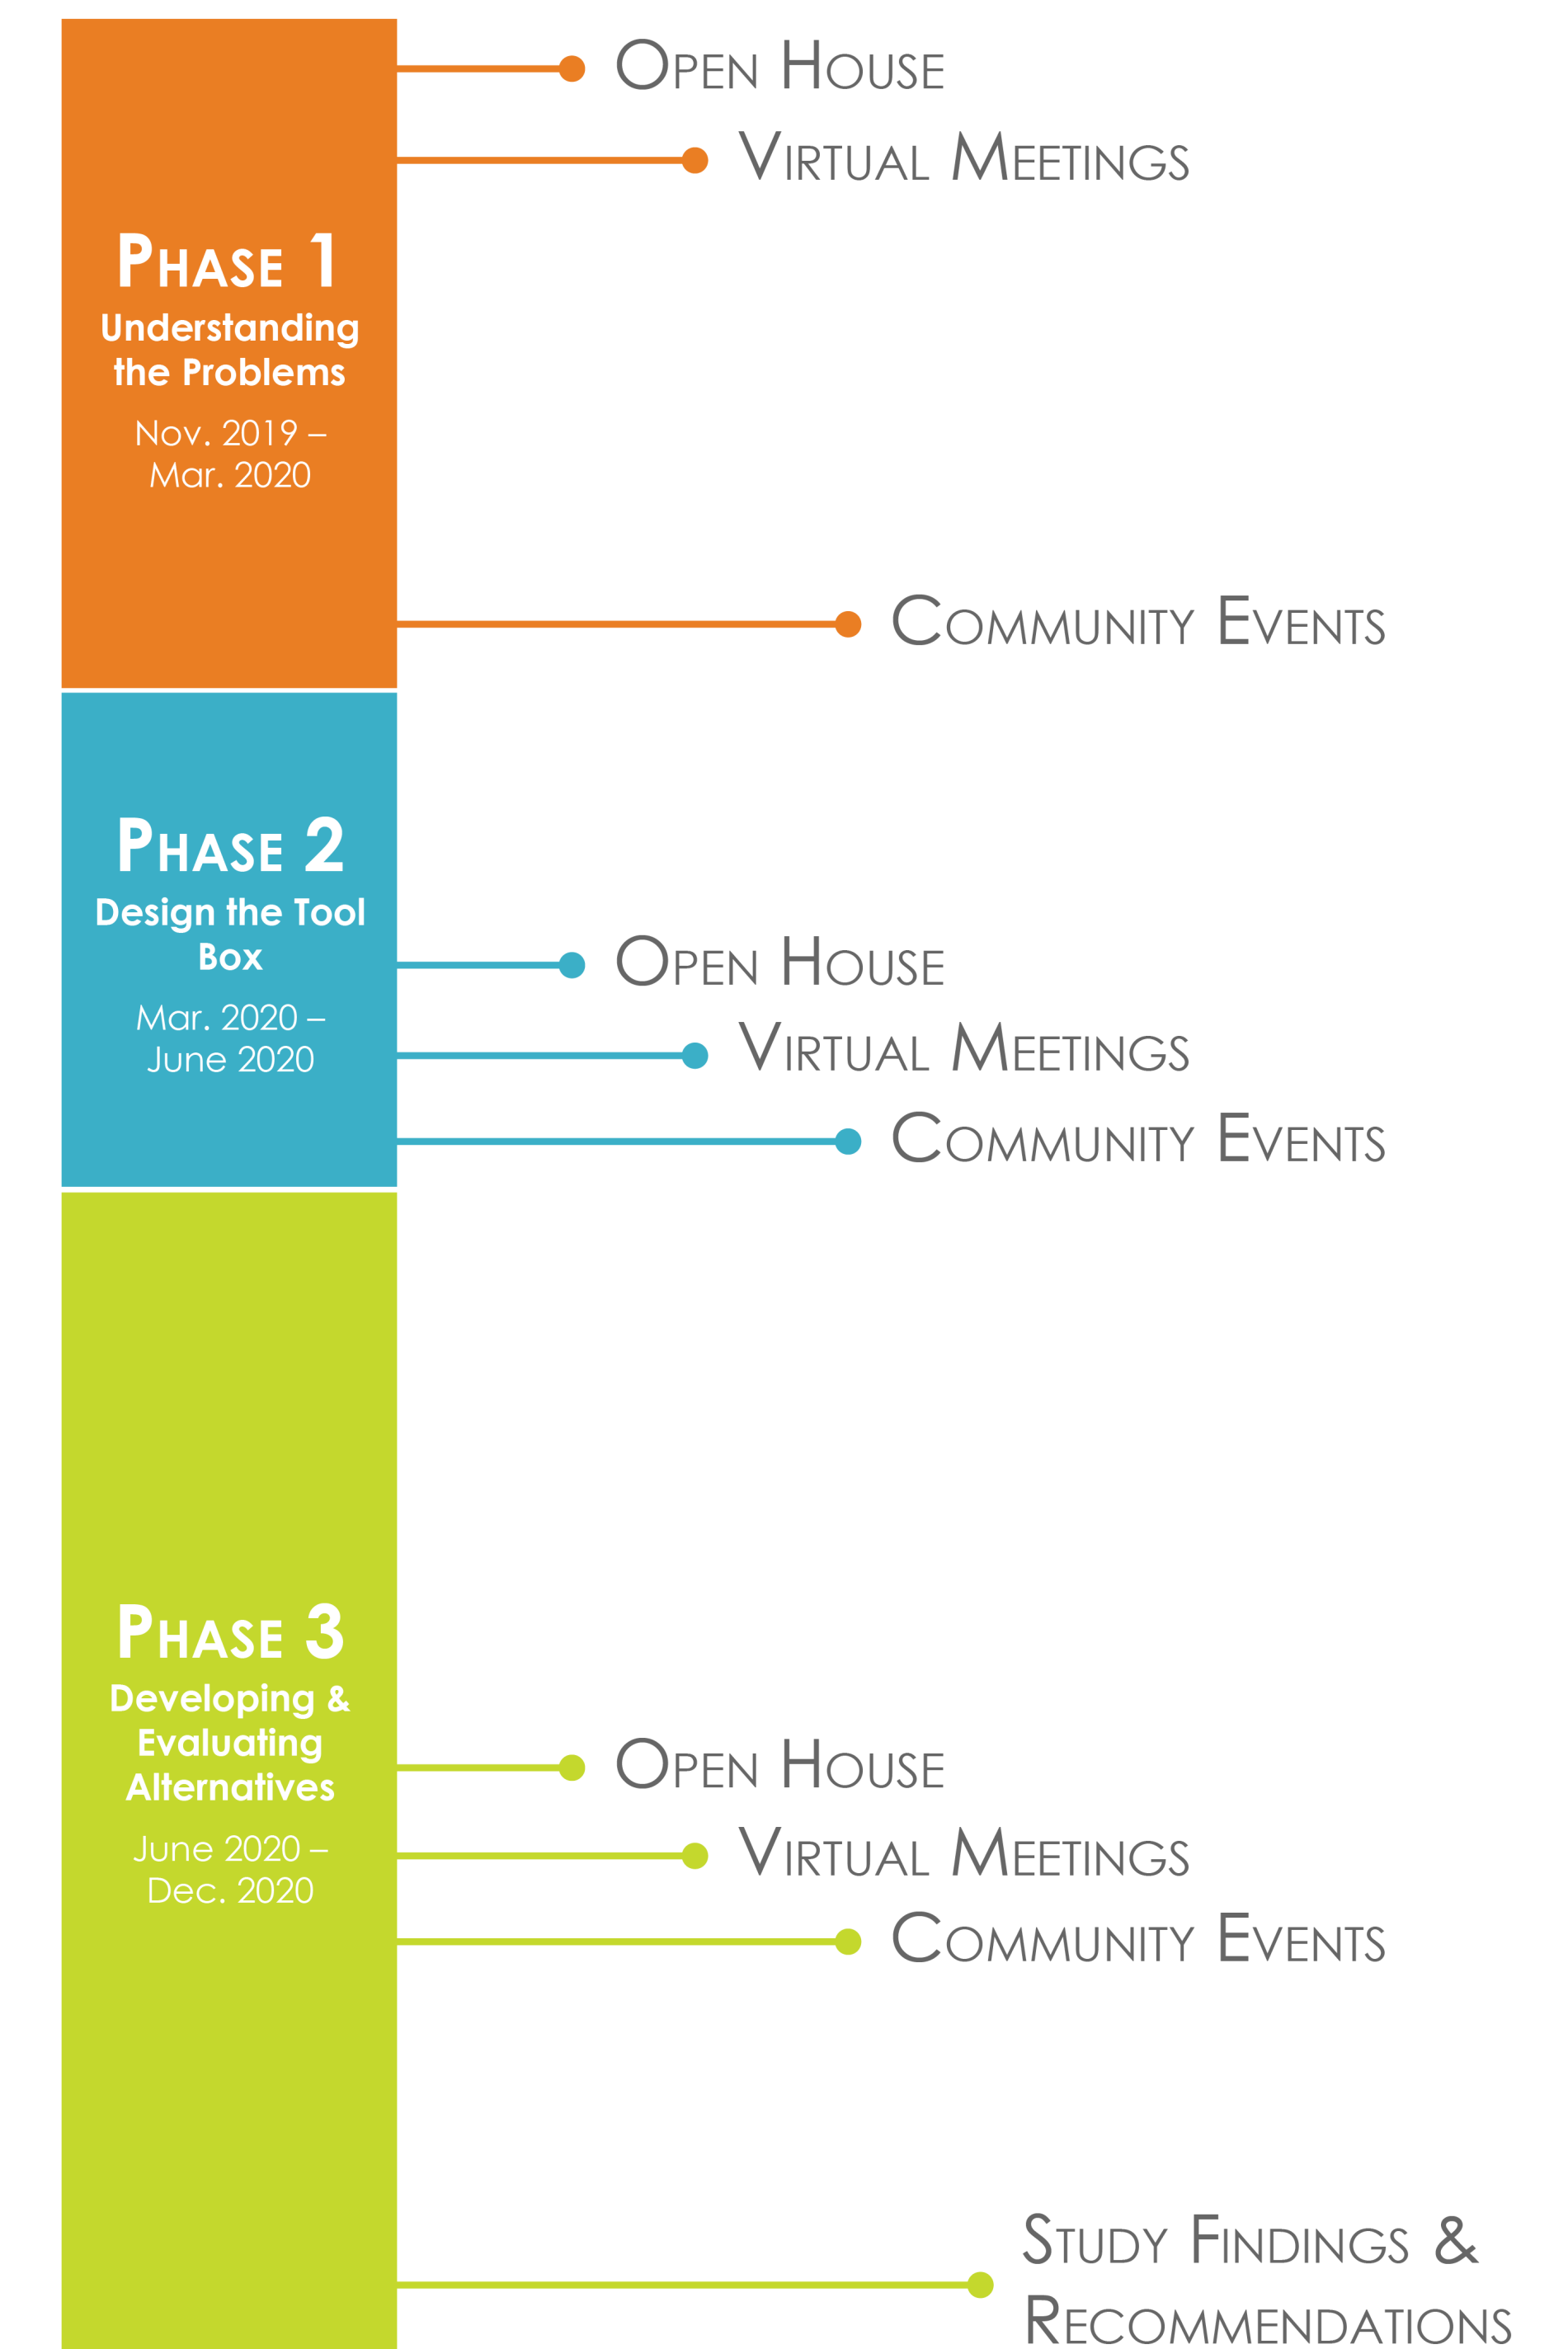 Open House
Virtual Meetings
Phase 1
Understanding
the Problems
Nov. 2019 –
Mar. 2020
Community Events
Phase 2
Design the Tool
Box
Mar. 2020 –
June 2020
Open House
Virtual Meetings
Community Events
Phase 3
Developing &
Evaluating
Alternatives
June 2020 –
Dec. 2020
Open House
Virtual Meetings
Community Events
Study Findings &
Recommendations